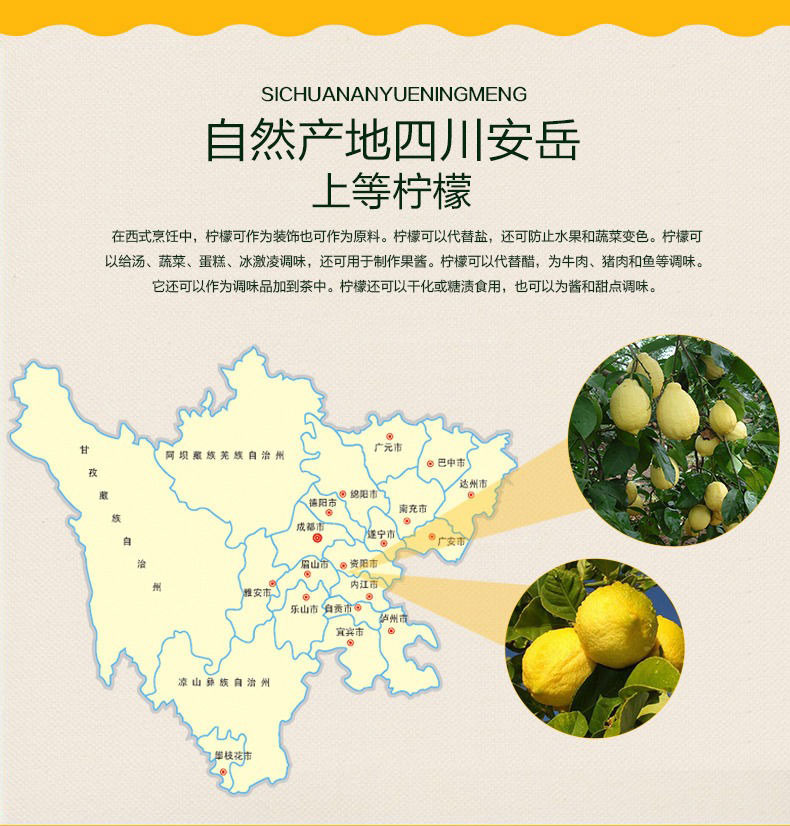 SICHUANANYUENINGMENG
自然产地四川安岳
上等柠檬
在西式烹饪中，柠檬可作为装饰也可作为原料。柠檬可以代替盐，还可防止水果和蔬菜变色。柠檬可
以给汤、蔬菜、蛋糕、冰激凌调味，还可用于制作果酱。柠檬可以代替醋，为牛肉、猪肉和鱼等调味。
它还可以作为调味品加到茶中。柠檬还可以干化或糖渍食用，也可以为酱和甜点调味。
甘孜藏族自治州
阿坝藏族羌族自治州
广元市
巴中市
达州市
绵阳市
德阳市
南充市
成都市
遂宁市
广安市
眉山市
资阳市
雅安市
内江市
乐山市
自贡市
泸州市
宜宾市
凉山彝族自治州
攀枝花市